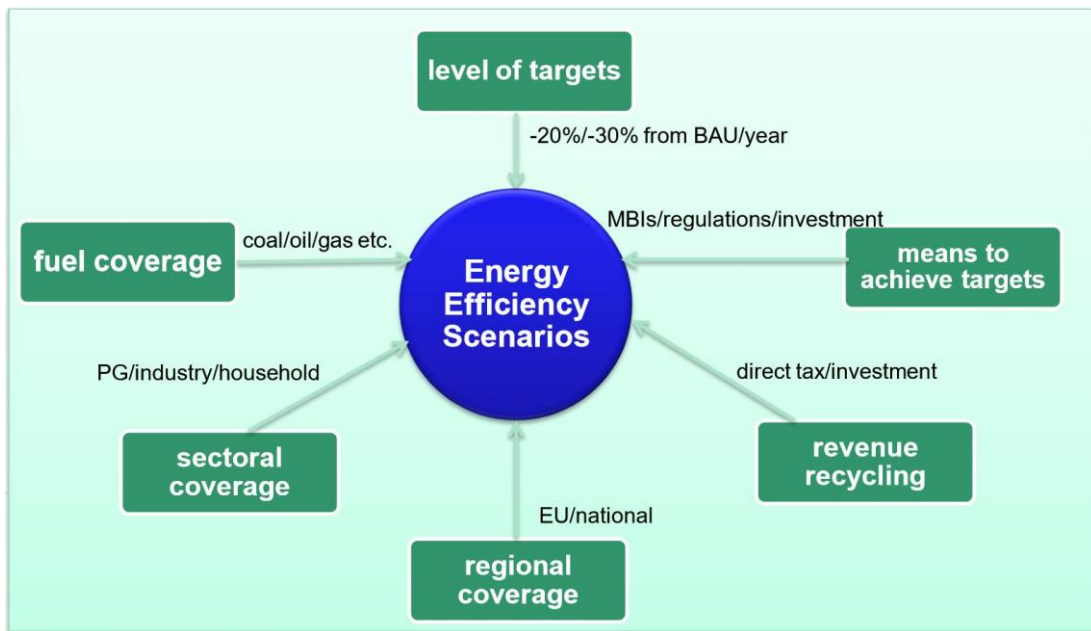 level of targets
-20%/-30% from BAU/year
MBIs/regulations/investment
fuel coverage
coal/oil/gas etc.
Energy
Efficiency
Scenarios
means to
achieve targets
PG/industry/household
direct tax/investment
sectoral
coverage
revenue
recycling
EU/national
regional
coverage